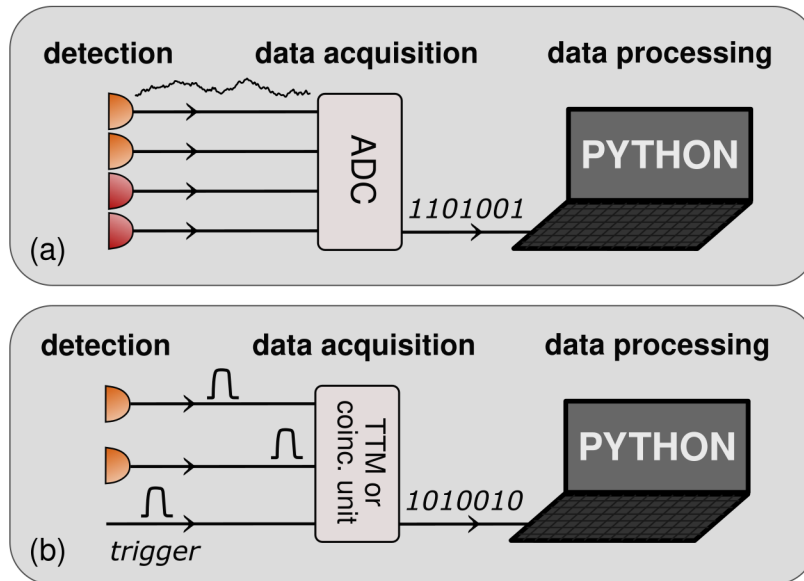 detection data acquisition data processing
ADC
PYTHON
1101001
(a)
detection data acquisition data processing
TTM or
coinc. unit
PYTHON
1010010
trigger
(b)